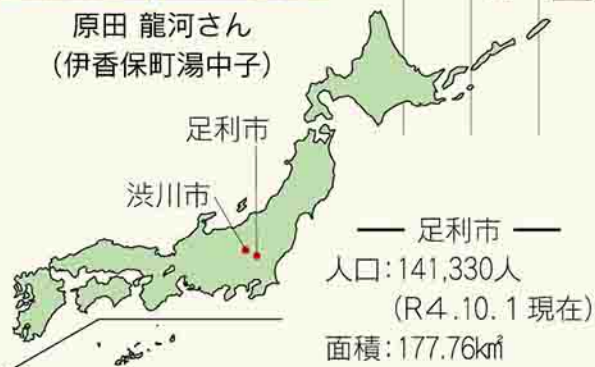 原田 龍河さん
(伊香保町湯中子)
足利市
渋川市
足利市
人口:141,330人
(R4.10.1現在)
面積:177.76㎢